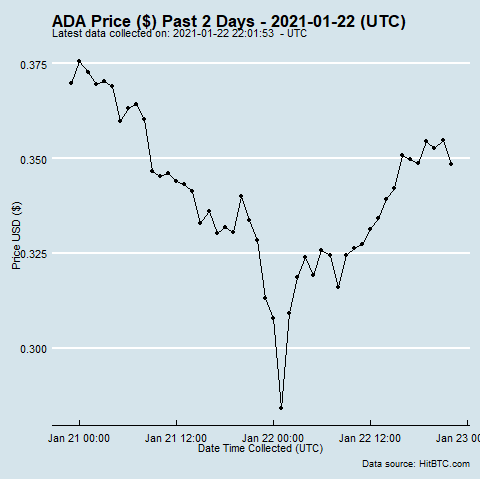 ADA Price ($) Past 2 Days - 2021-01-22 (UTC)
Latest data collected on: 2021-01-22 22:01:53 - UTC
0.375
0.350
0.325
0.300
Price USD ($)
Jan 21 00:00 Jan 21 12:00 Jan 22 00:00 Jan 22 12:00 Jan 23 00
Date Time Collected (UTC)
Data source: HitBTC.com